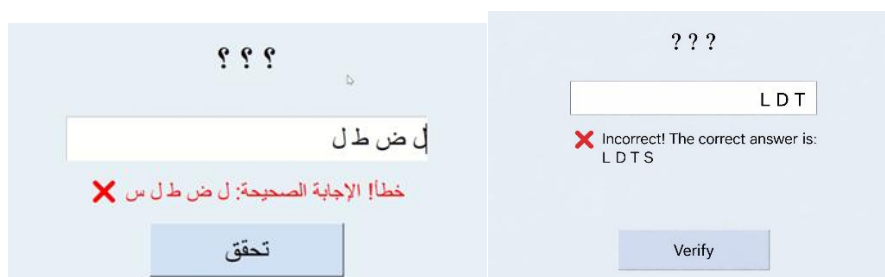 ؟ ؟ ؟
ل ض ط ل
خطأ! الإجابة الصحيحة: ل ض ط ل س ❌
تحقق
? ? ?
L D T
❌ Incorrect! The correct answer is:
L D T S
Verify